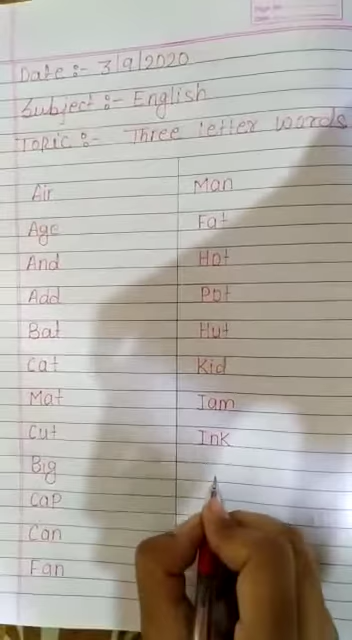 Date :- 3/9/2020
Subject :- English
Topic :- Three letter words
Air
Age
And
Add
Bat
Cat
Mat
Cut
Big
Cap
Can
Fan
Man
Fat
Hot
Pot
Hut
Kid
Iam
Ink